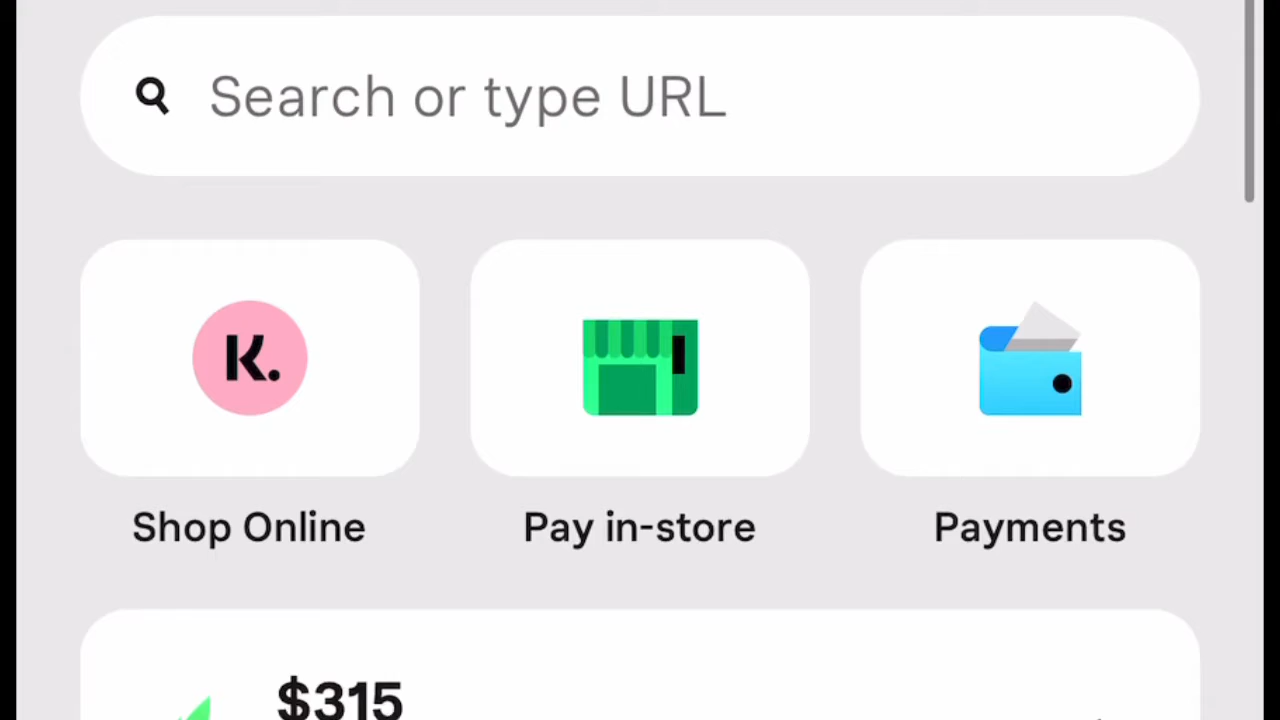 Search or type URL
K.
Shop Online
Pay in-store
Payments
$315